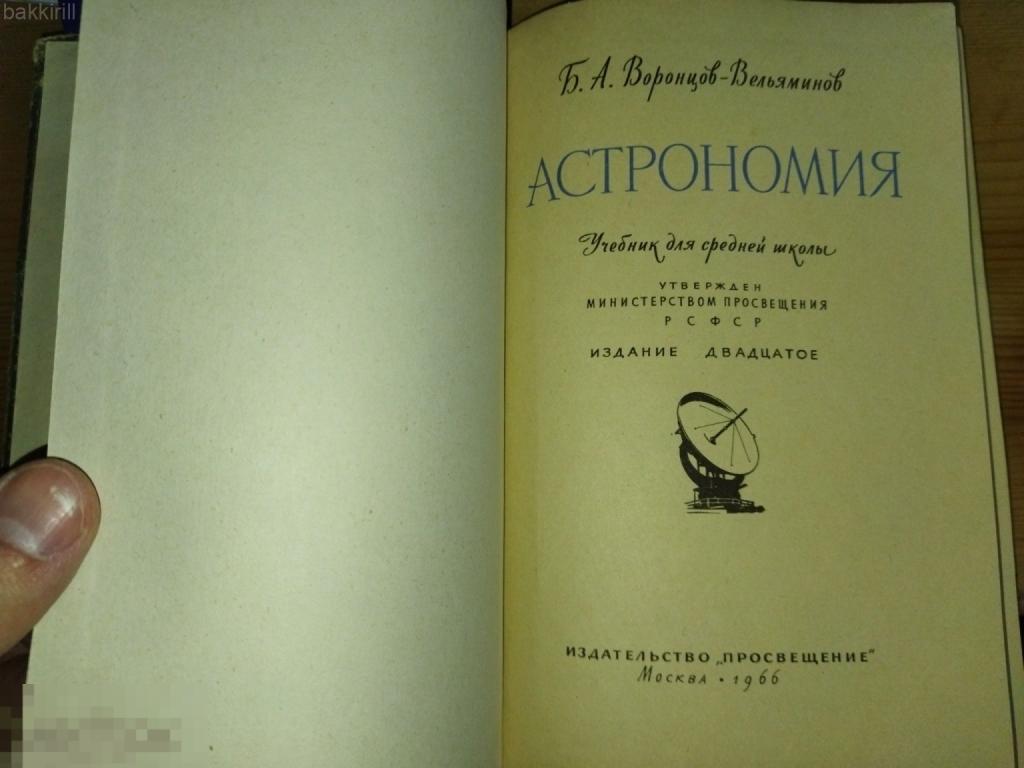 bakkirill
Б. А. Воронцов-Вельяминов
АСТРОНОМИЯ
Учебник для средней школы
УТВЕРЖДЕН
МИНИСТЕРСТВОМ ПРОСВЕЩЕНИЯ
РСФСР
ИЗДАНИЕ ДВАДЦАТОЕ
ИЗДАТЕЛЬСТВО „ПРОСВЕЩЕНИЕ"
Москва · 1966